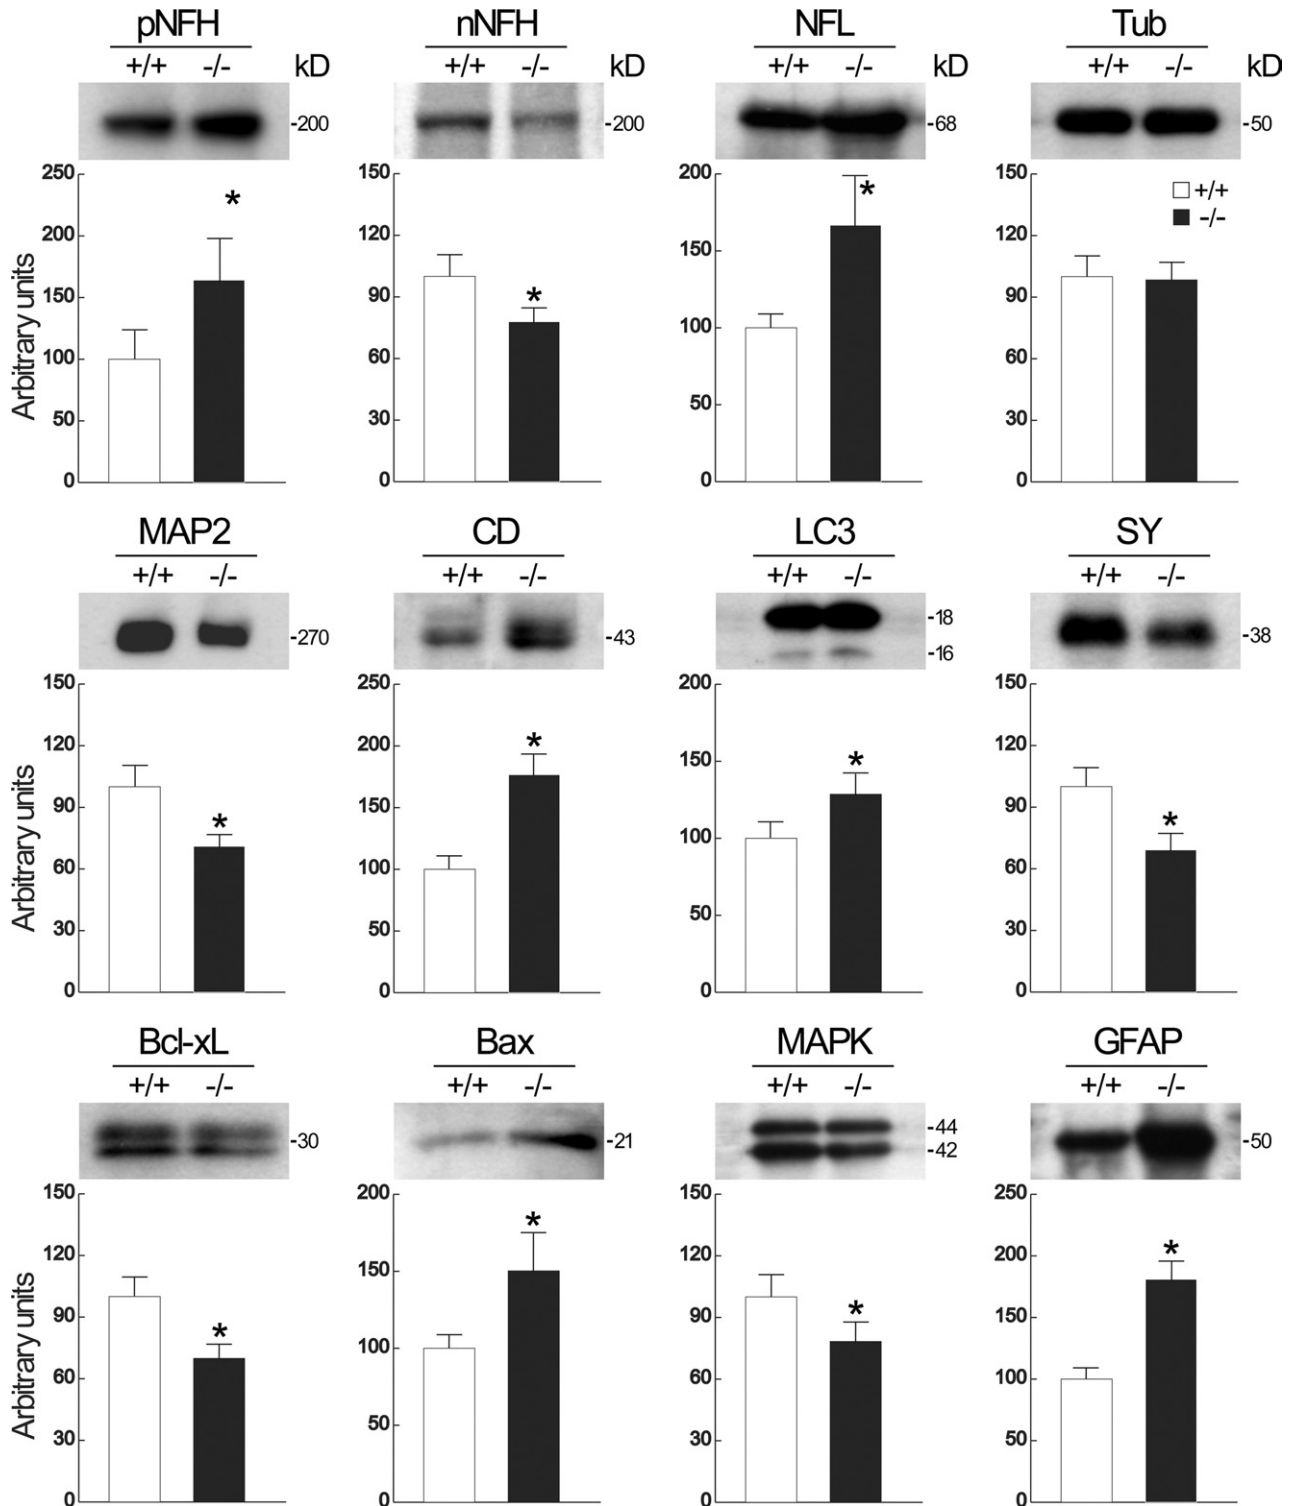 pNFH nNFH NFL Tub
+/+ -/- kD +/+ -/- kD +/+ -/- kD +/+ -/- kD
-200 -200 -68 -50
250 150 200 150
+/+
-/-
*
200 120 * 150 120
150 90 * 100 90
100 60 50 60
50 30 30
0 0 0 0
Arbitrary units
MAP2 CD LC3 SY
+/+ -/- +/+ -/- +/+ -/- +/+ -/-
-270 -43 -18 -38
-16
150 250 200 150
120 200 * 150 * 120
90 * 150 100 90 *
60 100 50 60
30 50 30
0 0 0 0
Arbitrary units
Bcl-xL Bax MAPK GFAP
+/+ -/- +/+ -/- +/+ -/- +/+ -/-
-30 -21 -44 -50
-42
150 200 150 250
120 * 150 120 200 *
90 * 100 90 * 150
60 50 60 100
30 30 50
0 0 0 0
Arbitrary units